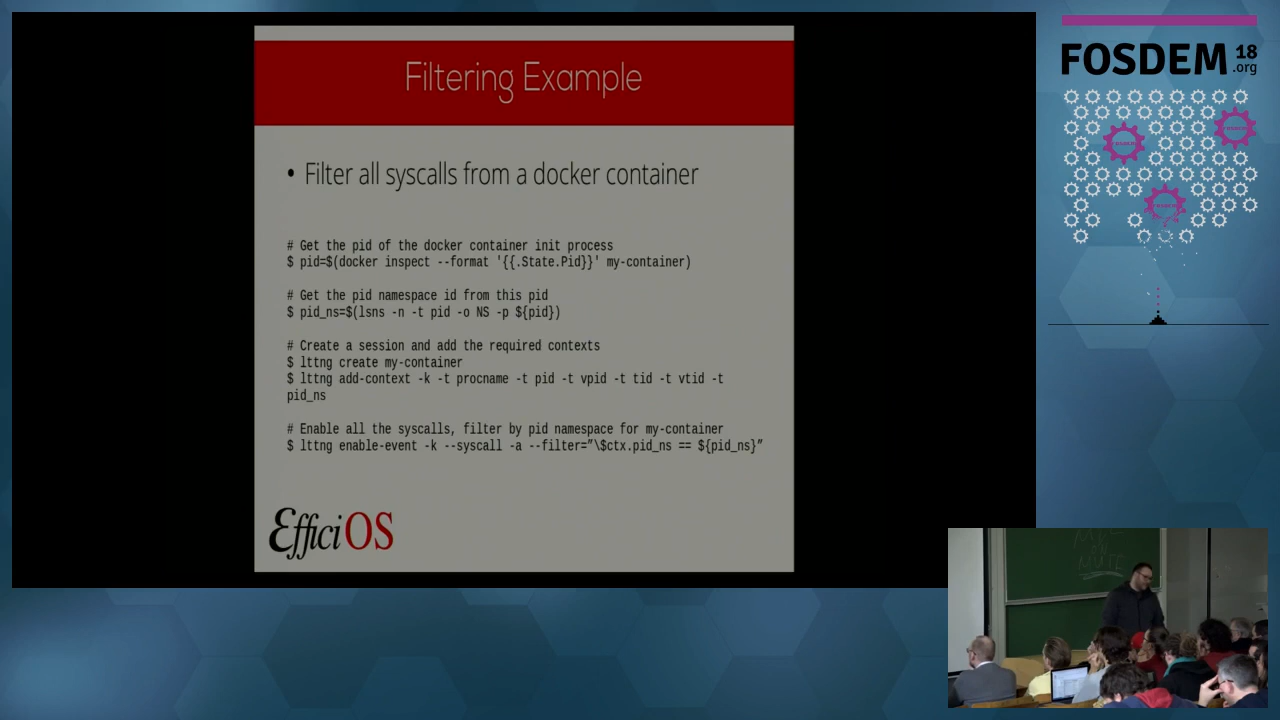 Filtering Example
• Filter all syscalls from a docker container
# Get the pid of the docker container init process
$ pid=$(docker inspect --format '{{.State.Pid}}' my-container)
# Get the pid namespace id from this pid
$ pid_ns=$(lsns -n -t pid -o NS -p ${pid})
# Create a session and add the required contexts
$ lttng create my-container
$ lttng add-context -k -t procname -t pid -t vpid -t tid -t vtid -t
pid_ns
# Enable all the syscalls, filter by pid namespace for my-container
$ lttng enable-event -k --syscall -a --filter=”\$ctx.pid_ns == ${pid_ns}”
EfficiOS
FOSDEM 18
.org
MUTE